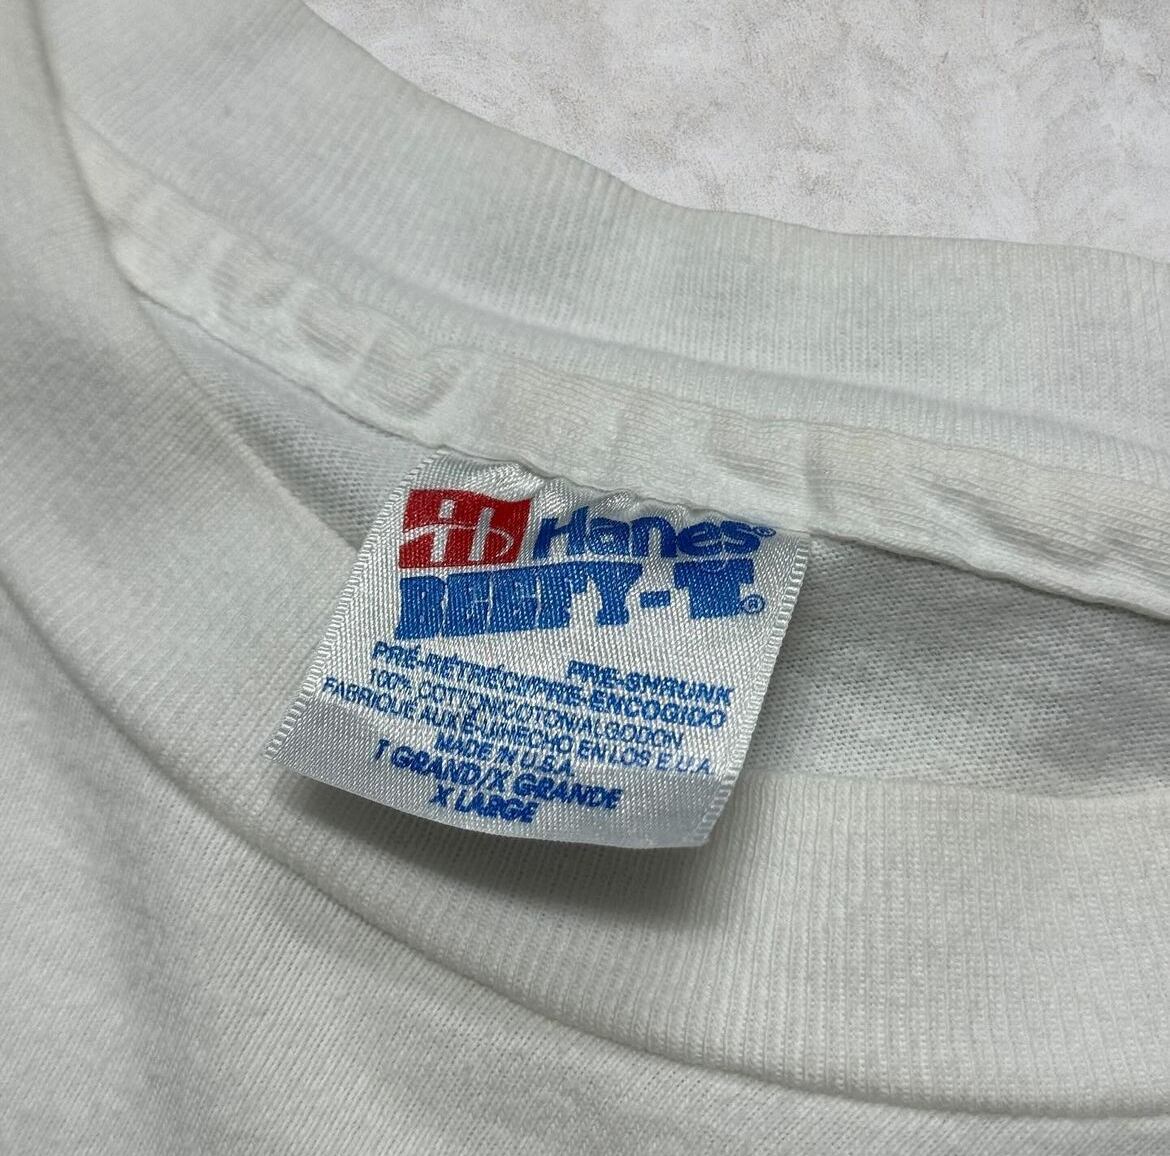 Hanes®
BEEFY-T®
PRÉ-RÉTRÉCI/PRE-SHRUNK
PRE-ENCOGIDO
100% COTTON/COTON/ALGODON
FABRIQUÉ AUX É.-U./HECHO EN LOS E.U.A.
MADE IN U.S.A.
T GRAND/X GRANDE
X LARGE